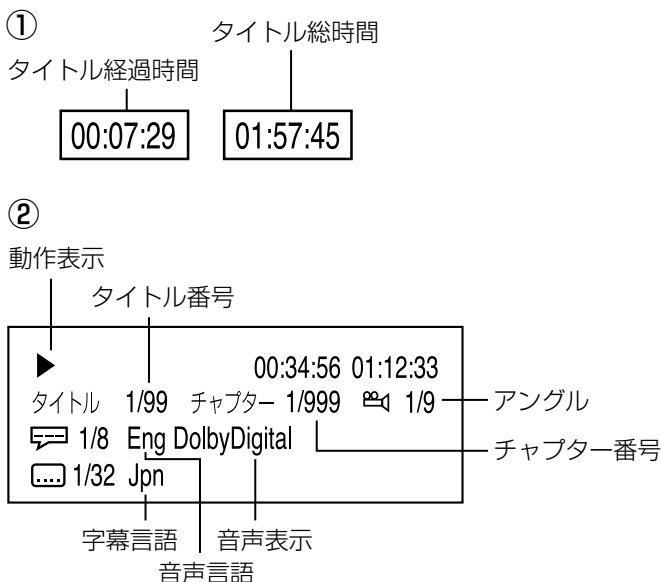 ①
タイトル総時間
タイトル経過時間
00:07:29 01:57:45
②
動作表示
タイトル番号
00:34:56 01:12:33
タイトル 1/99 チャプター 1/999 1/9 アングル
1/8 Eng DolbyDigital チャプター番号
1/32 Jpn
字幕言語 音声表示
音声言語